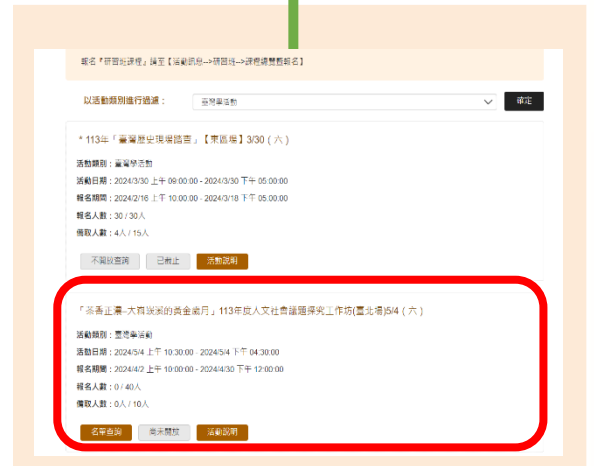 報名『研習班課程』請至【活動訊息-->研習班-->課程總覽暨報名】
以活動類別進行過濾： 臺灣學活動 確定
* 113年「臺灣歷史現場踏查」【東區場】3/30 ( 六 )
活動類別：臺灣學活動
活動日期：2024/3/30 上午 09:00:00 - 2024/3/30 下午 05:00:00
報名期間：2024/2/16 上午 10:00:00 - 2024/3/18 下午 05:00:00
報名人數：30 / 30人
備取人數：4人 / 15人
不開放查詢 已截止 活動說明
「茶香正濃–大稻埕溪的黃金歲月」113年度人文社會議題探究工作坊(臺北場)5/4 ( 六 )
活動類別：臺灣學活動
活動日期：2024/5/4 上午 10:30:00 - 2024/5/4 下午 04:30:00
報名期間：2024/4/2 上午 10:00:00 - 2024/4/30 下午 12:00:00
報名人數：0 / 40人
備取人數：0人 / 10人
名單查詢 尚未開放 活動說明